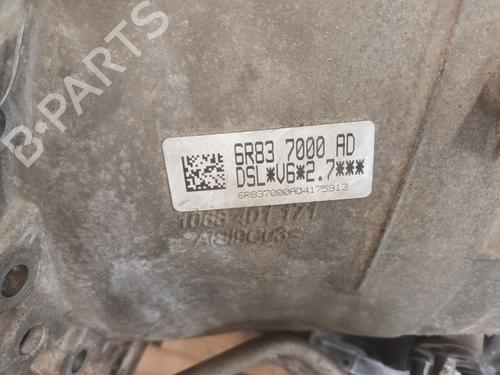 B-PARTS
6R83 7000 AD
DSL*V6*2.7***
6R837000AD4175913
1068 401 171